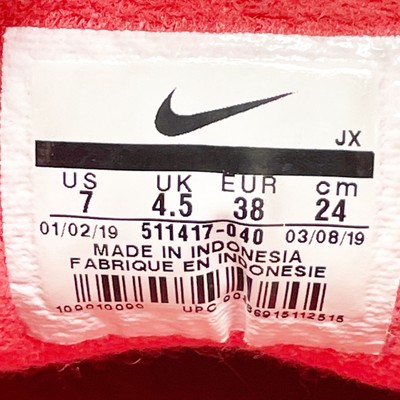 JX
US UK EUR cm
7 4.5 38 24
01/02/19 511417-040 03/08/19
MADE IN INDONESIA
FABRIQUE EN INDONESIE